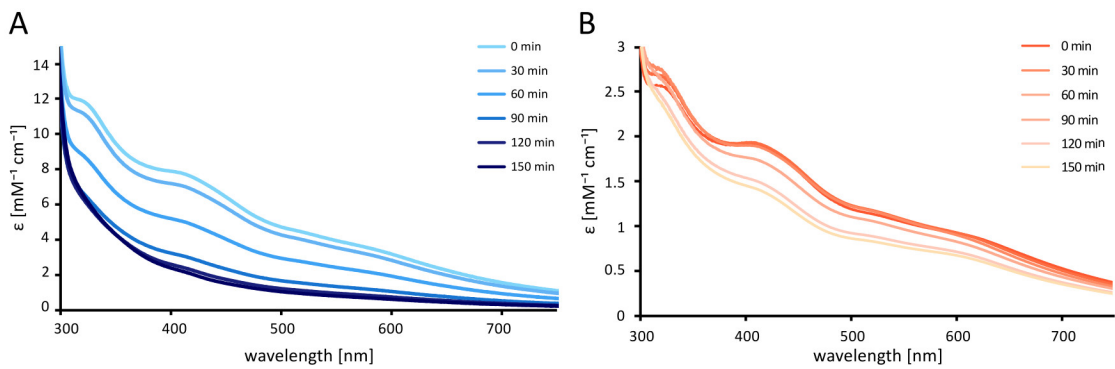 A
ε [mM⁻¹ cm⁻¹]
14
12
10
8
6
4
2
0
300
400
500
600
700
wavelength [nm]
0 min
30 min
60 min
90 min
120 min
150 min
B
ε [mM⁻¹ cm⁻¹]
3
2.5
2
1.5
1
0.5
0
300
400
500
600
700
wavelength [nm]
0 min
30 min
60 min
90 min
120 min
150 min